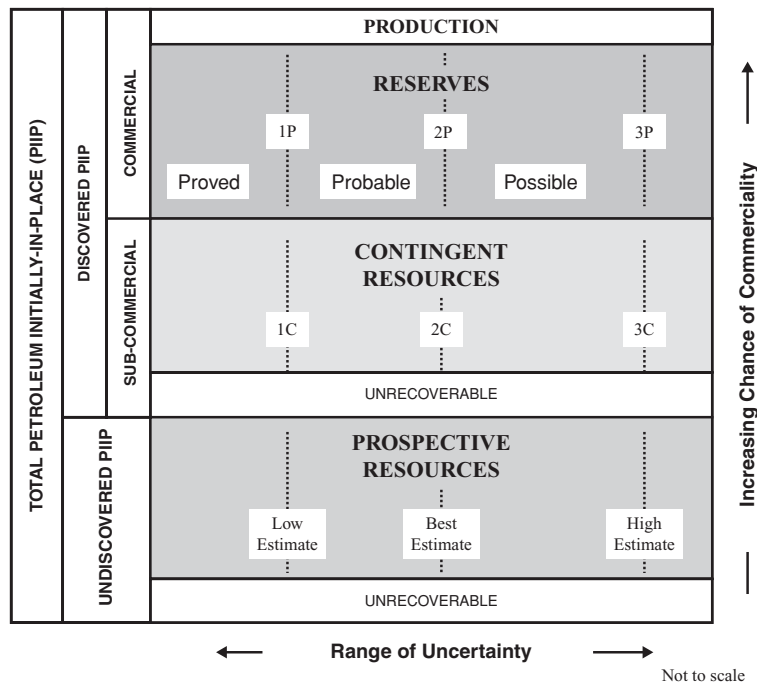 PRODUCTION
RESERVES
1P
2P
3P
Proved
Probable
Possible
CONTINGENT
RESOURCES
1C
2C
3C
UNRECOVERABLE
PROSPECTIVE
RESOURCES
Low
Estimate
Best
Estimate
High
Estimate
UNRECOVERABLE
TOTAL PETROLEUM INITIALLY-IN-PLACE (PIIP)
DISCOVERED PIIP
UNDISCOVERED PIIP
COMMERCIAL
SUB-COMMERCIAL
Increasing Chance of Commerciality
Range of Uncertainty
Not to scale